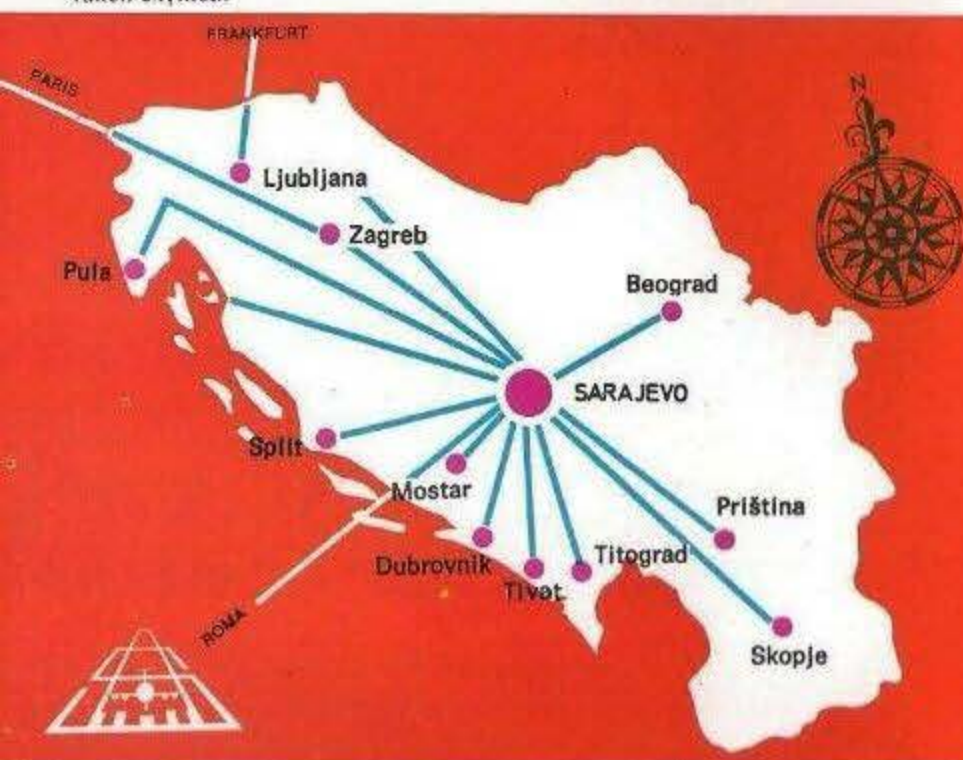 FRANKFURT
PARIS
N
Ljubljana
Zagreb
Pula
Beograd
SARAJEVO
Split
Mostar
Priština
Dubrovnik
Titograd
Tivat
ROMA
Skopje